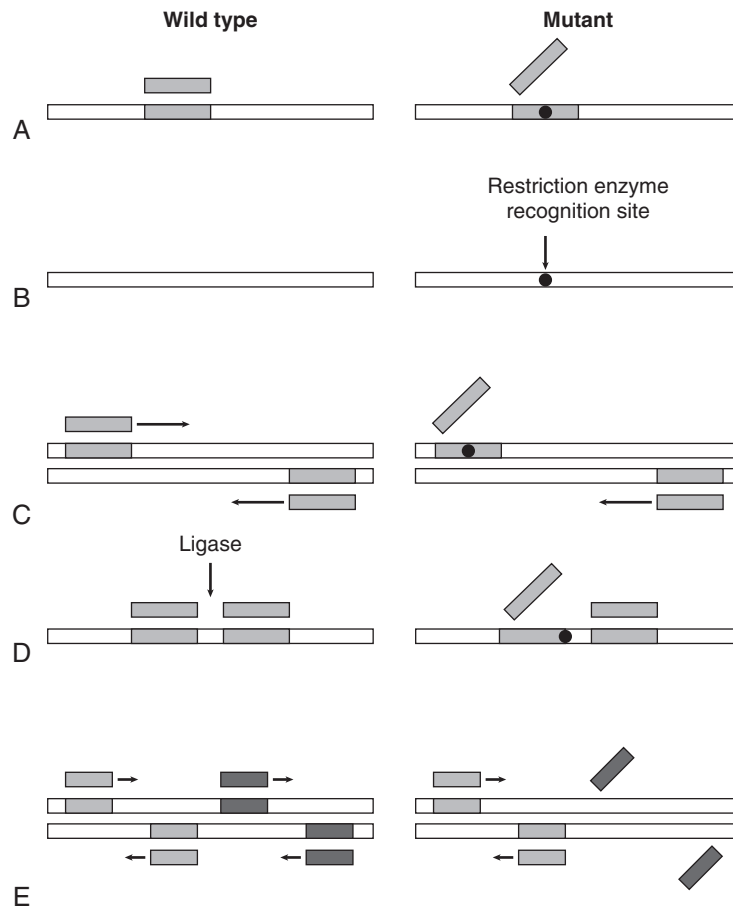 Wild type
Mutant
A
Restriction enzyme
recognition site
B
C
Ligase
D
E